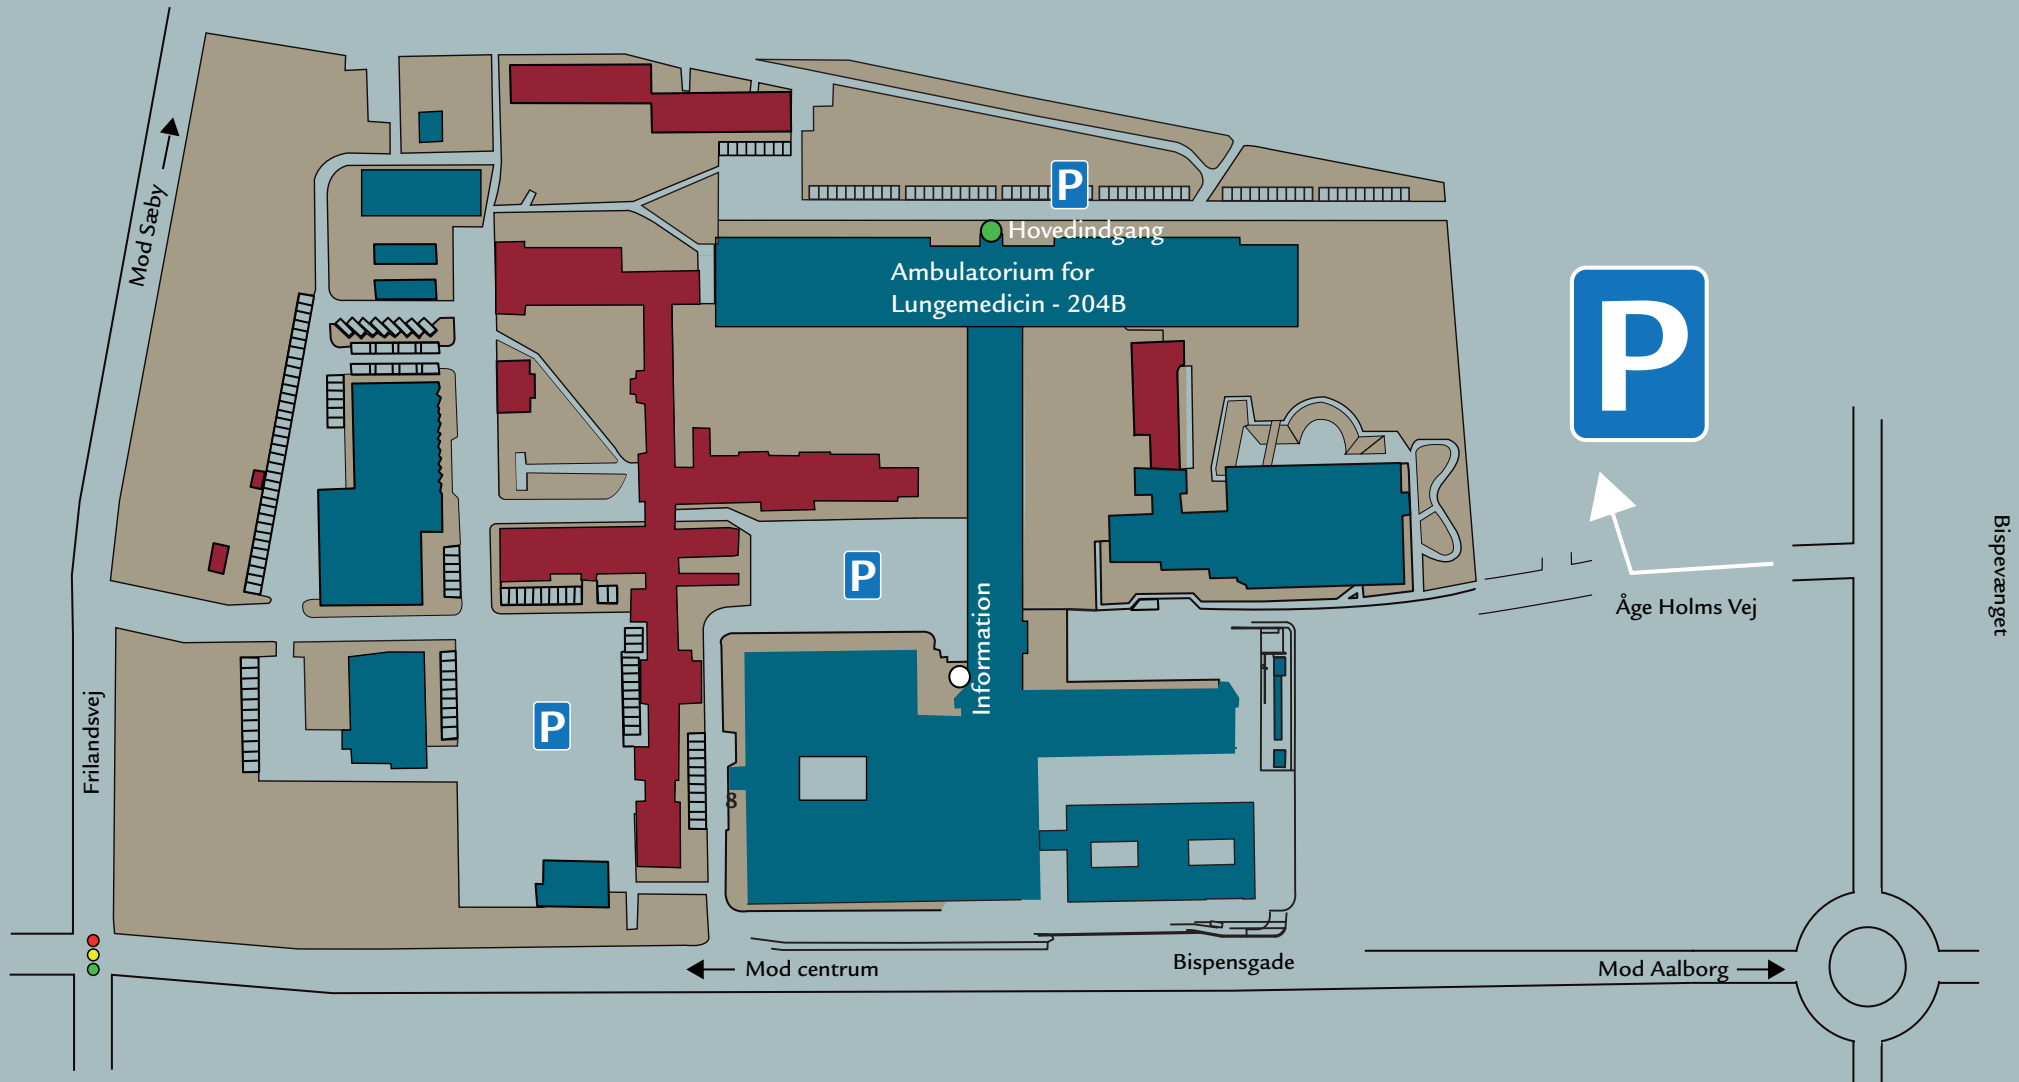 P
Hovedindgang
Ambulatorium for
Lungemedicin - 204B
P
Mod Sæby
P
Information
Åge Holms Vej
Bispevænget
P
Frilandsvej
8
Mod centrum
Bispensgade
Mod Aalborg